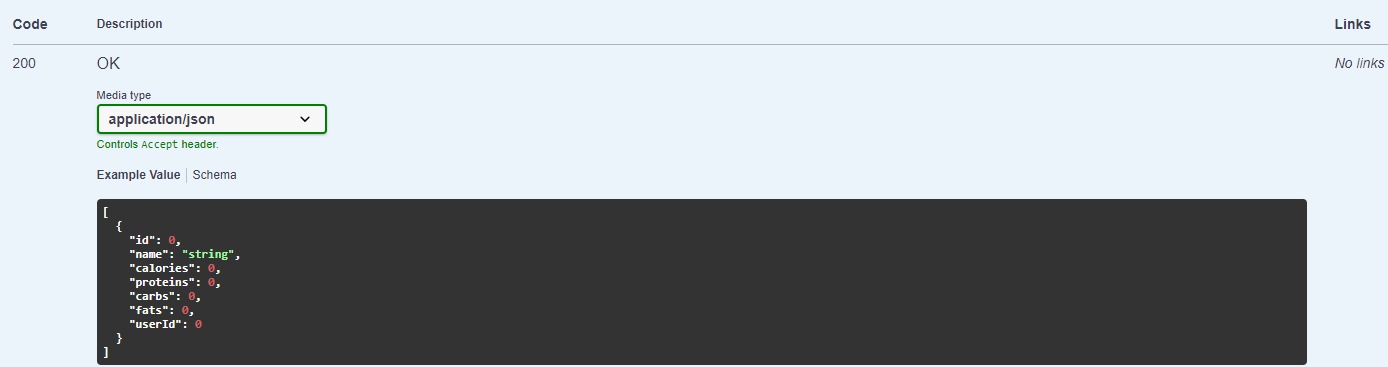 Code Description Links
200 OK No links
Media type
application/json
Controls Accept header.
Example Value Schema
[
{
"id": 0,
"name": "string",
"calories": 0,
"proteins": 0,
"carbs": 0,
"fats": 0,
"userId": 0
}
]